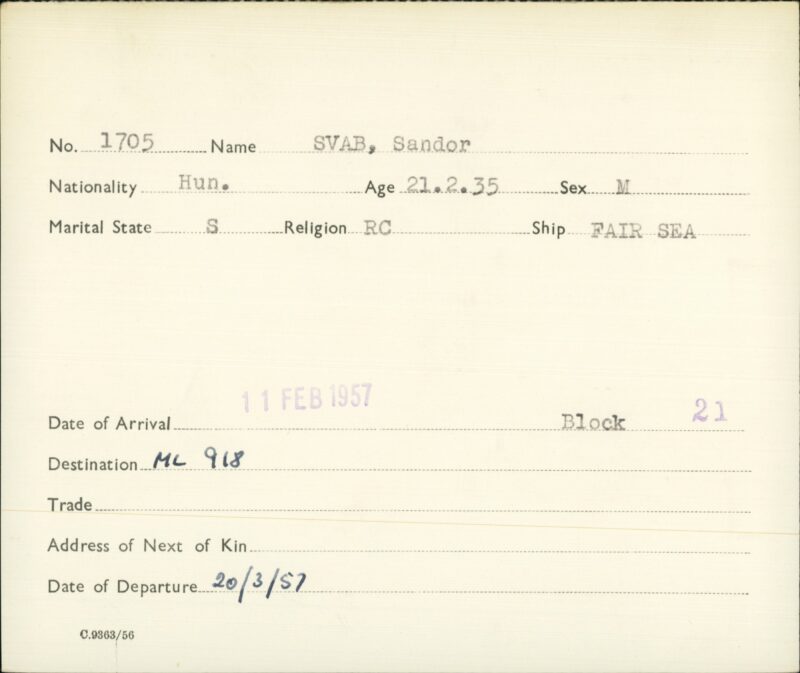 No. 1705 Name SVAB, Sandor
Nationality Hun. Age 21.2.35 Sex M
Marital State S Religion RC Ship FAIR SEA
11 FEB 1957
Date of Arrival Block 21
Destination ML 918
Trade
Address of Next of Kin
Date of Departure 20/3/57
C.9363/56